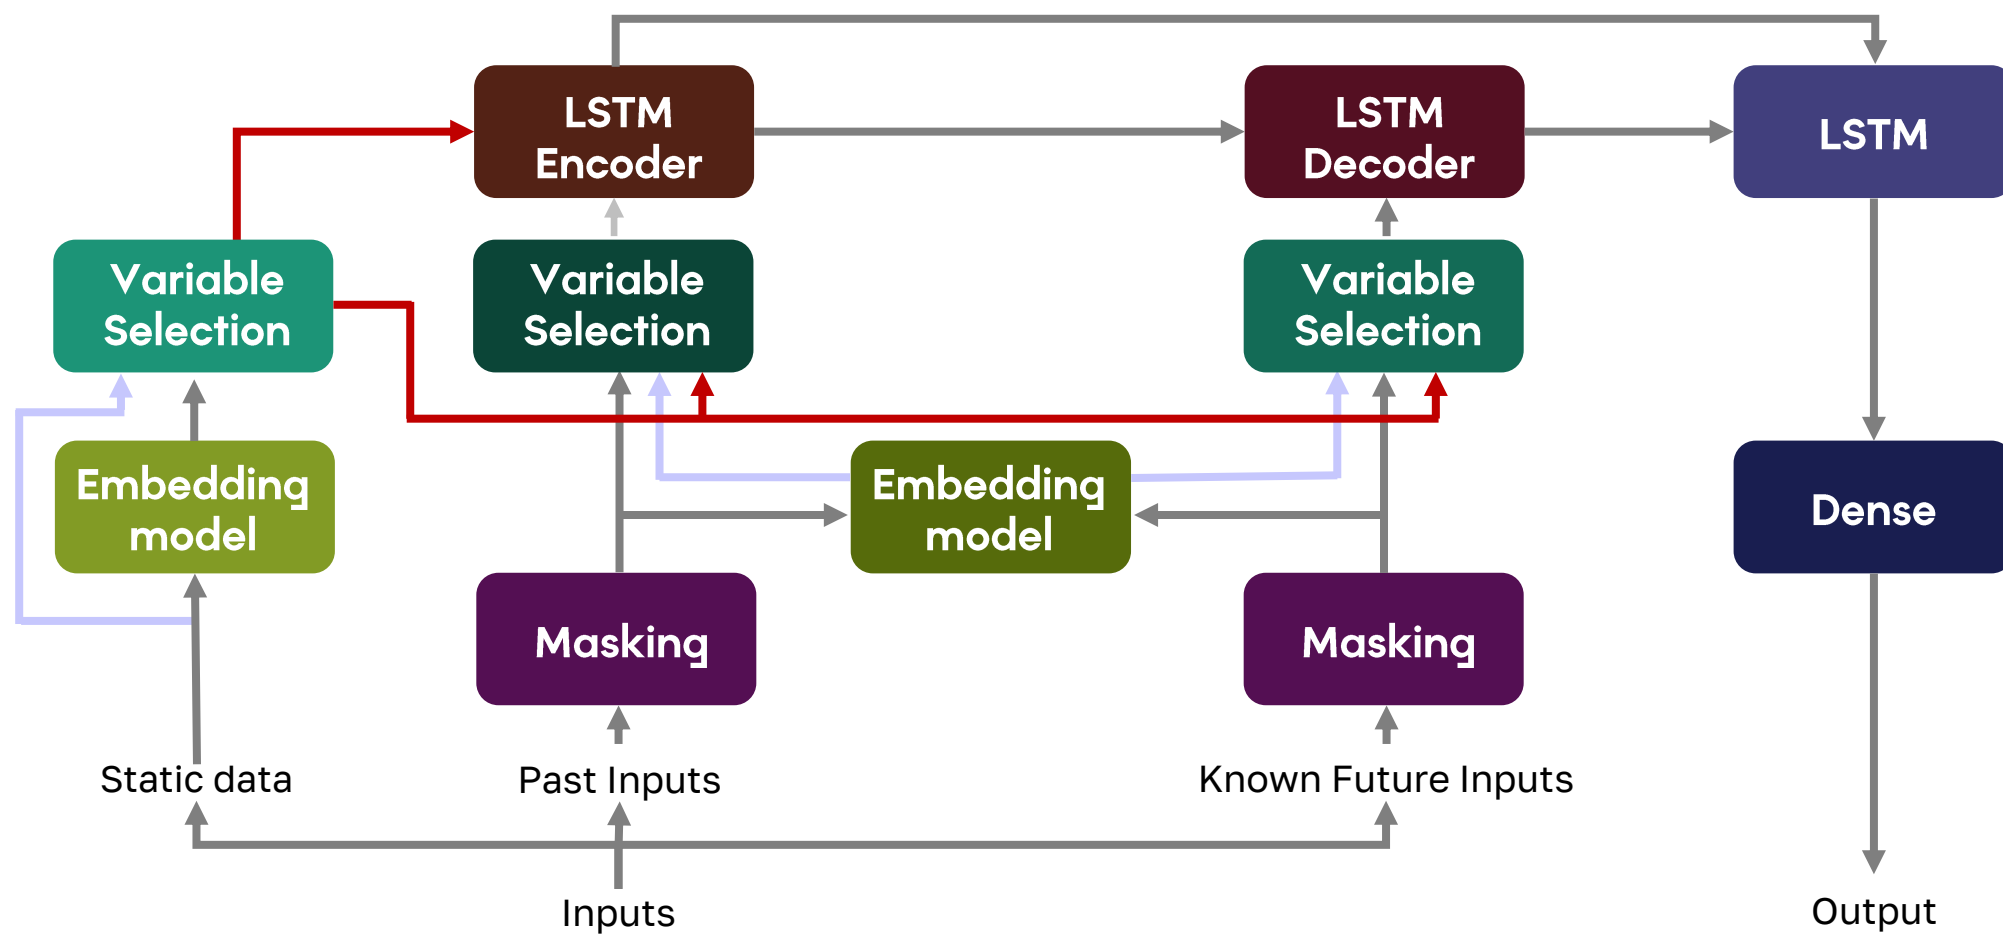 LSTM
Encoder
LSTM
Decoder
LSTM
Variable
Selection
Variable
Selection
Variable
Selection
Embedding
model
Embedding
model
Dense
Masking
Masking
Static data
Past Inputs
Known Future Inputs
Inputs
Output